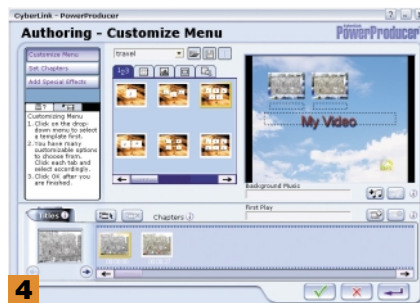 CyberLink - PowerProducer
Authoring - Customize Menu
PowerProducer
Customize Menu
Set Chapters
Add Special Effects
Customizing Menu
1. Click on the drop-
down menu to select
a template first.
2. You have many
customizable options
to choose from.
Click each tab and
select accordingly.
3. Click OK after you
are finished.
travel
My Video
Background Music
First Play
Titles
Chapters
4